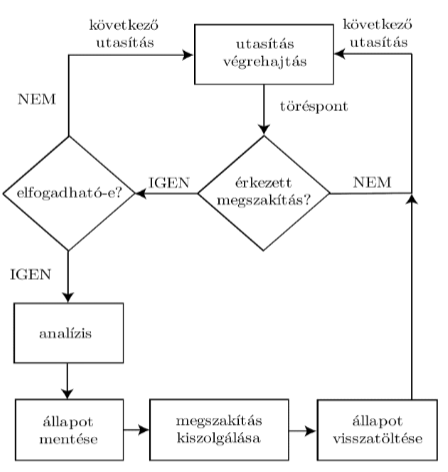 következő
utasítás
utasítás
végrehajtás
következő
utasítás
NEM
töréspont
elfogadható-e?
IGEN
érkezett
megszakítás?
NEM
IGEN
analízis
állapot
mentése
megszakítás
kiszolgálása
állapot
visszatöltése